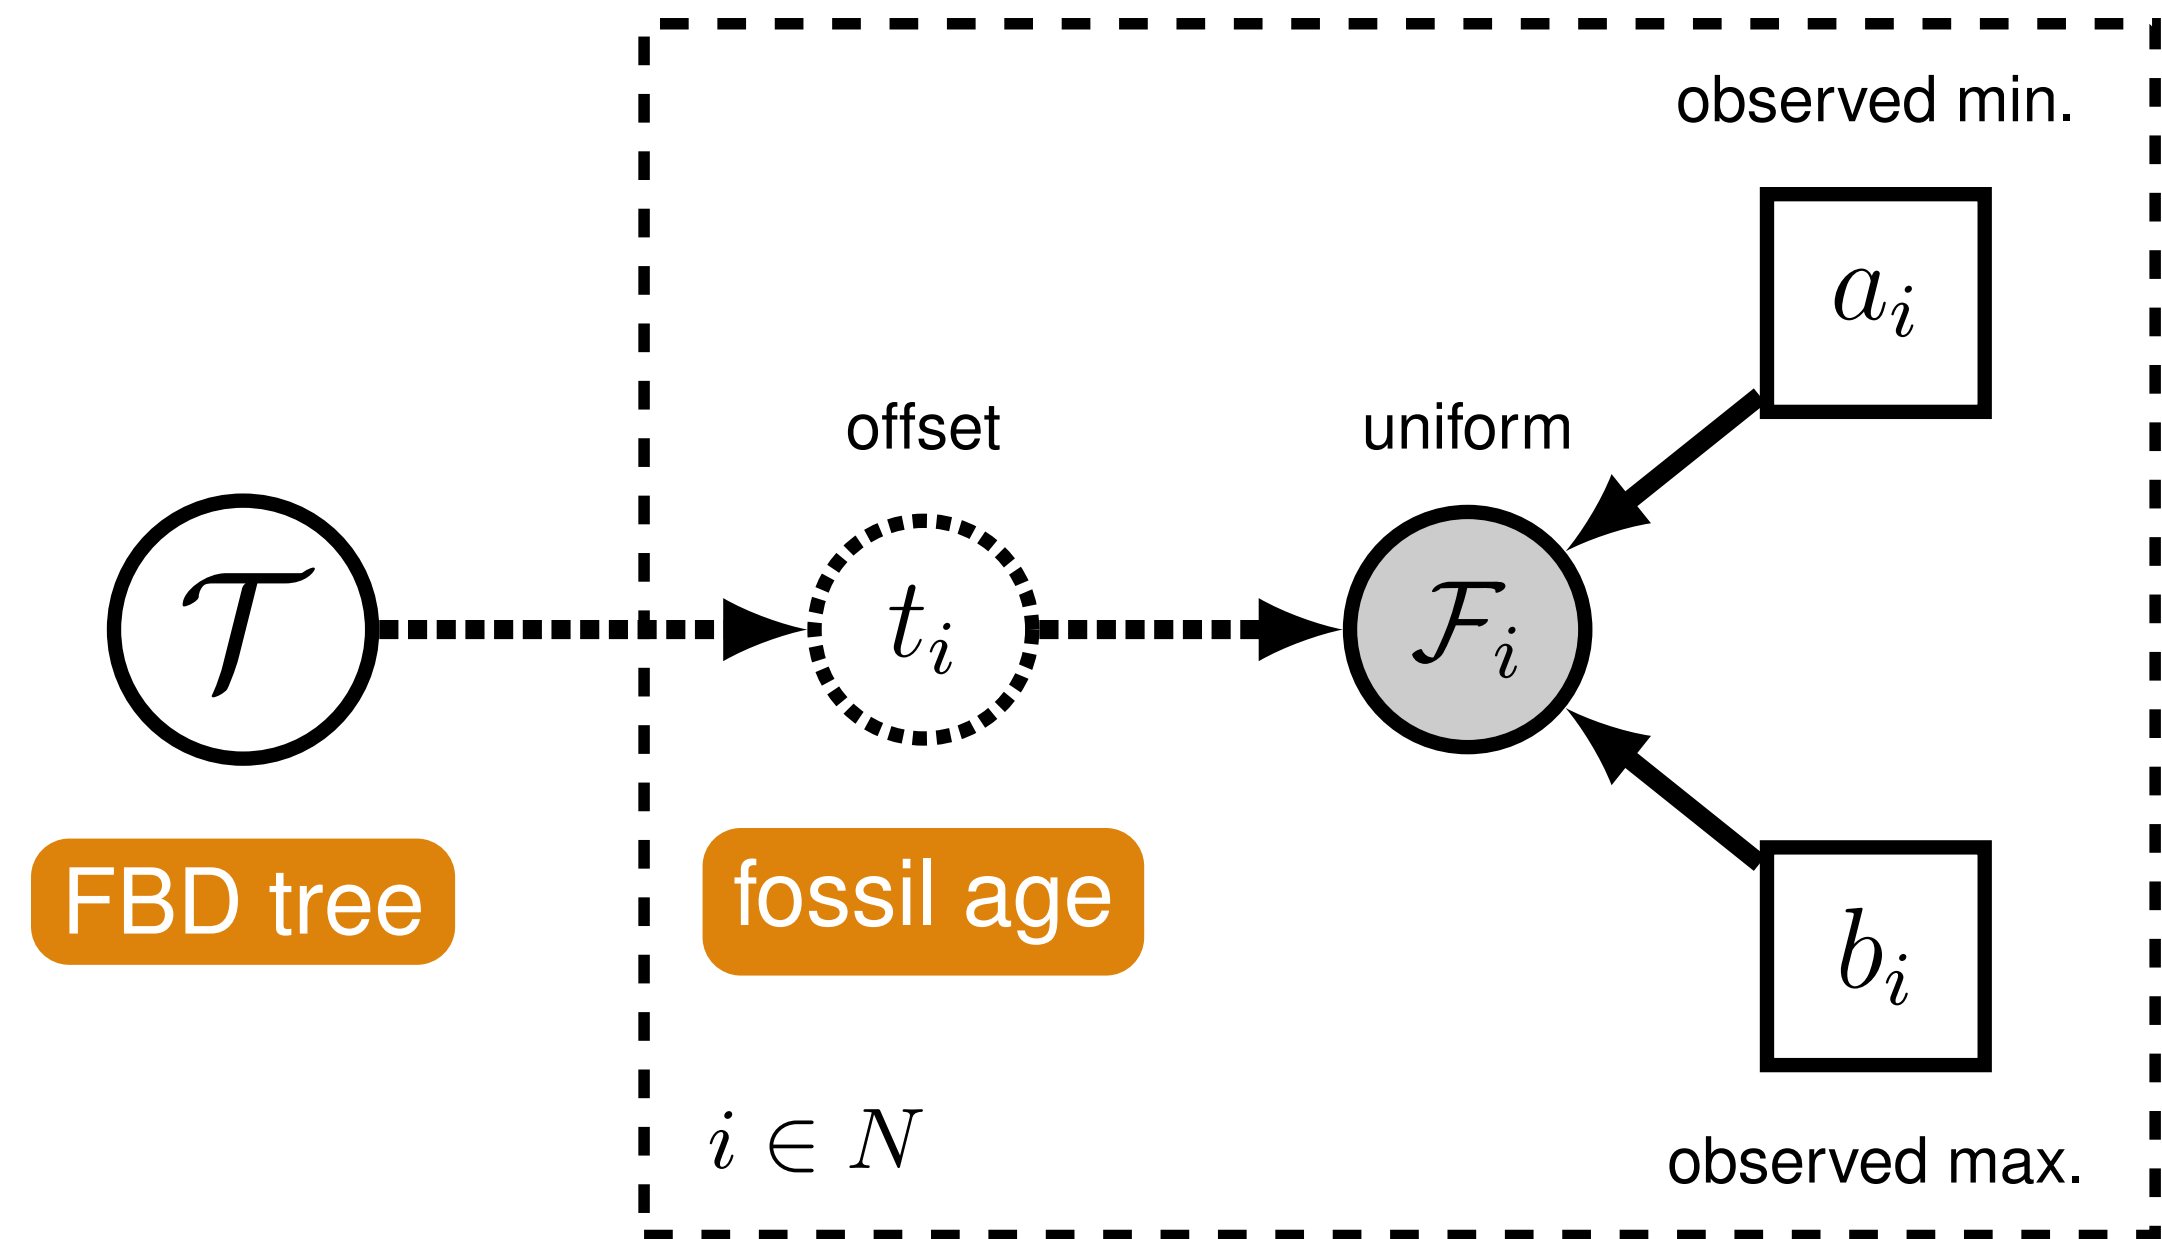 observed min.
a_i
offset
uniform
𝒯
t_i
ℱ_i
FBD tree
fossil age
b_i
i ∈ N
observed max.